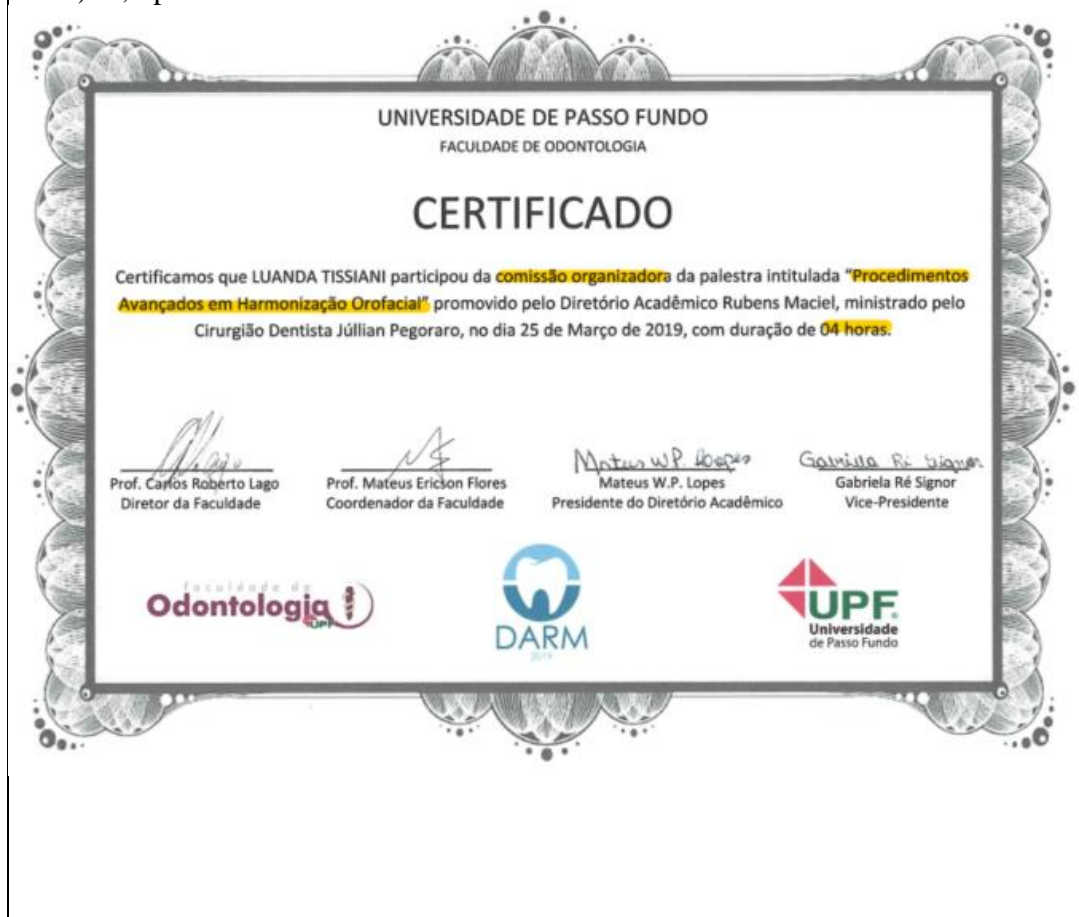 UNIVERSIDADE DE PASSO FUNDO
FACULDADE DE ODONTOLOGIA
CERTIFICADO
Certificamos que LUANDA TISSIANI participou da comissão organizadora da palestra intitulada “Procedimentos
Avançados em Harmonização Orofacial” promovido pelo Diretório Acadêmico Rubens Maciel, ministrado pelo
Cirurgião Dentista Júllian Pegoraro, no dia 25 de Março de 2019, com duração de 04 horas.
Mateus W.P. Lopes
Gabriela Ré Signor
Prof. Carlos Roberto Lago
Prof. Mateus Ericson Flores
Mateus W.P. Lopes
Gabriela Ré Signor
Diretor da Faculdade
Coordenador da Faculdade
Presidente do Diretório Acadêmico
Vice-Presidente
faculdade de
Odontologia
UPF
DARM
2019
UPF
Universidade
de Passo Fundo